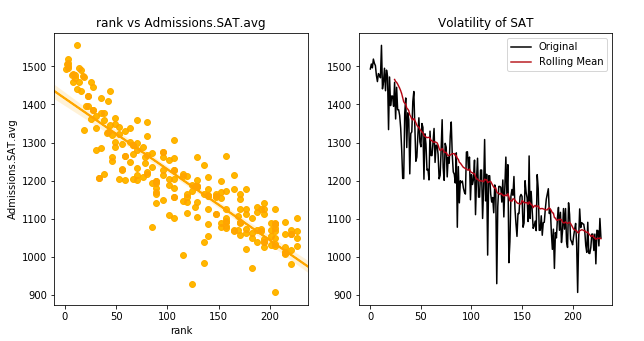 rank vs Admissions.SAT.avg
Admissions.SAT.avg
1500
1400
1300
1200
1100
1000
900
0 50 100 150 200
rank
Volatility of SAT
Original
Rolling Mean
1500
1400
1300
1200
1100
1000
900
0 50 100 150 200